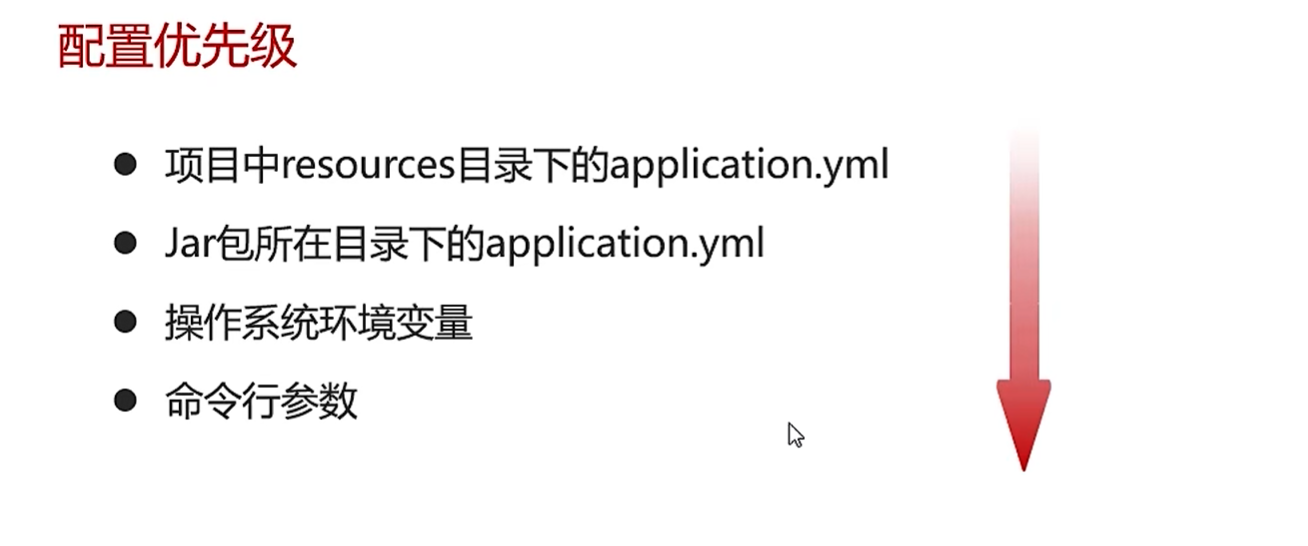 配置优先级
项目中resources目录下的application.yml
Jar包所在目录下的application.yml
操作系统环境变量
命令行参数